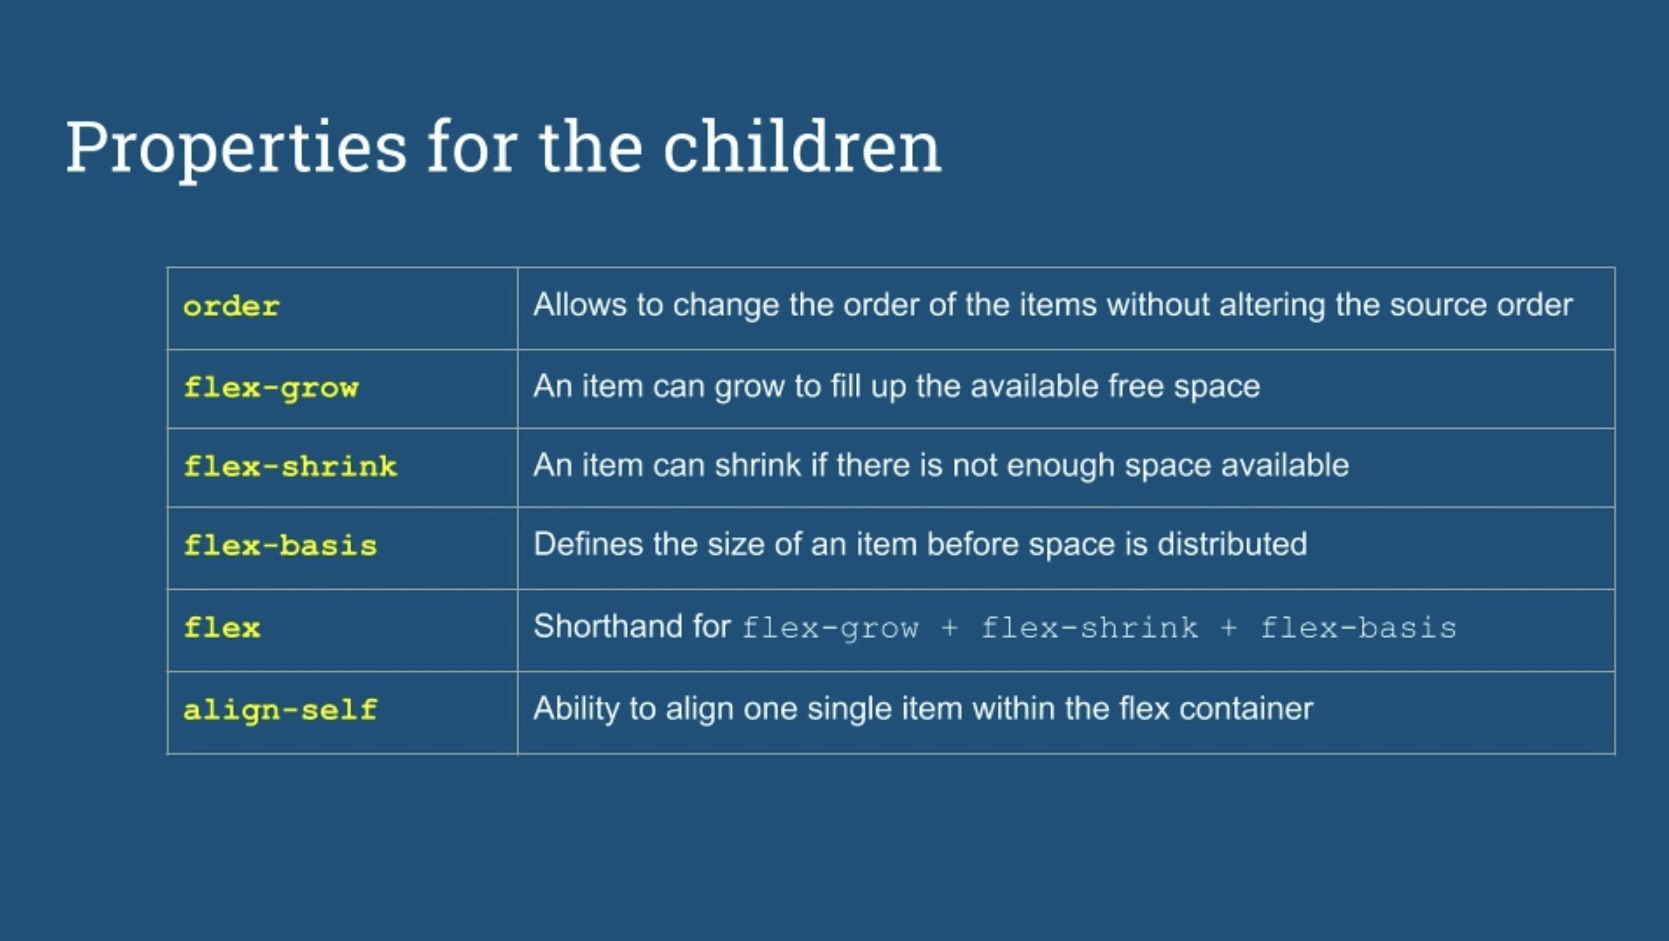 Properties for the children
order Allows to change the order of the items without altering the source order
flex-grow An item can grow to fill up the available free space
flex-shrink An item can shrink if there is not enough space available
flex-basis Defines the size of an item before space is distributed
flex Shorthand for flex-grow + flex-shrink + flex-basis
align-self Ability to align one single item within the flex container